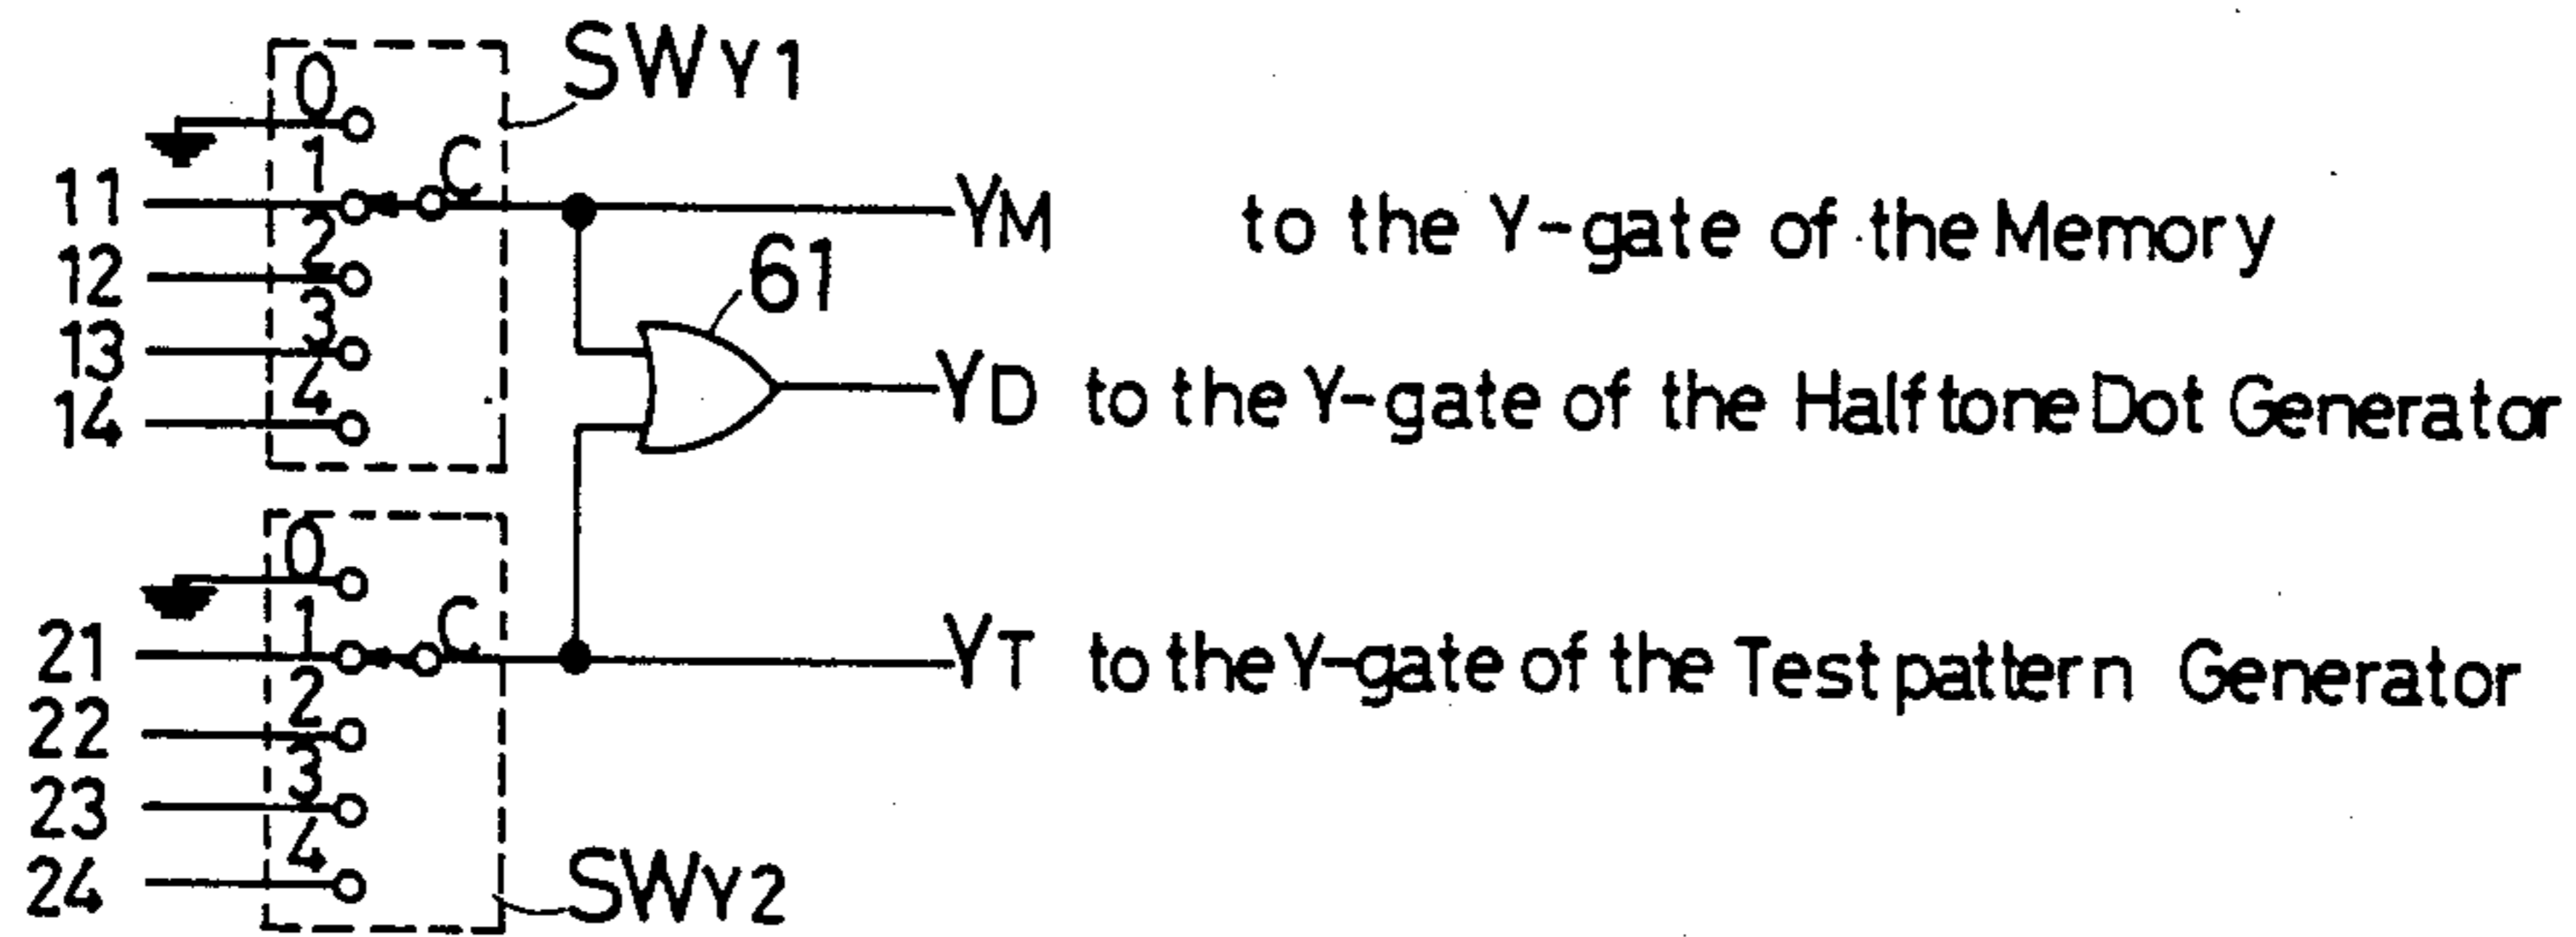 SWY1
0
1
C
2
3
4
11
12
13
14
YM to the Y-gate of the Memory
61
YD to the Y-gate of the Halftone Dot Generator
0
1
C
2
3
4
21
22
23
24
YT to the Y-gate of the Test pattern Generator
SWY2